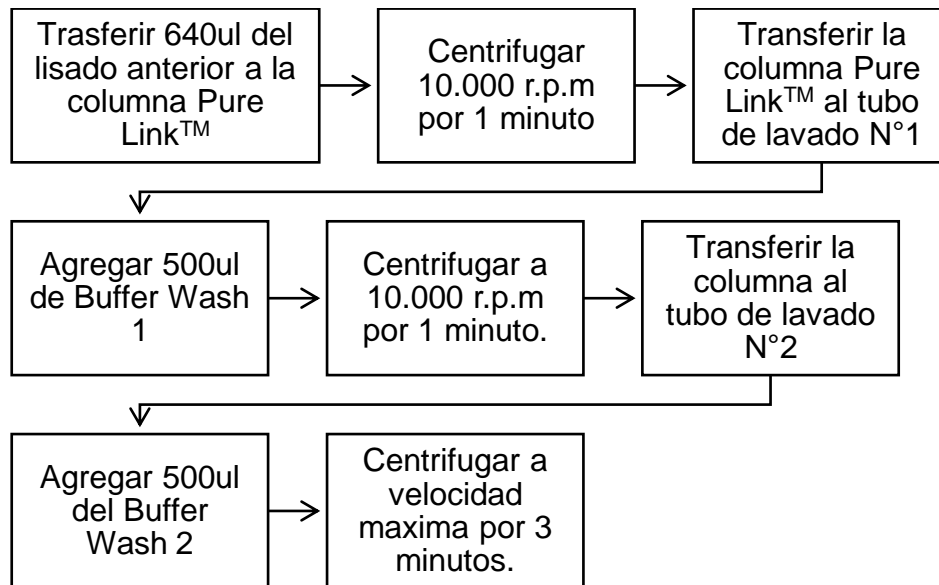 Trasferir 640ul del
lisado anterior a la
columna Pure
Link™
Centrifugar
10.000 r.p.m
por 1 minuto
Transferir la
columna Pure
Link™ al tubo
de lavado N°1
Agregar 500ul
de Buffer Wash
1
Centrifugar a
10.000 r.p.m
por 1 minuto.
Transferir la
columna al
tubo de lavado
N°2
Agregar 500ul
del Buffer
Wash 2
Centrifugar a
velocidad
maxima por 3
minutos.